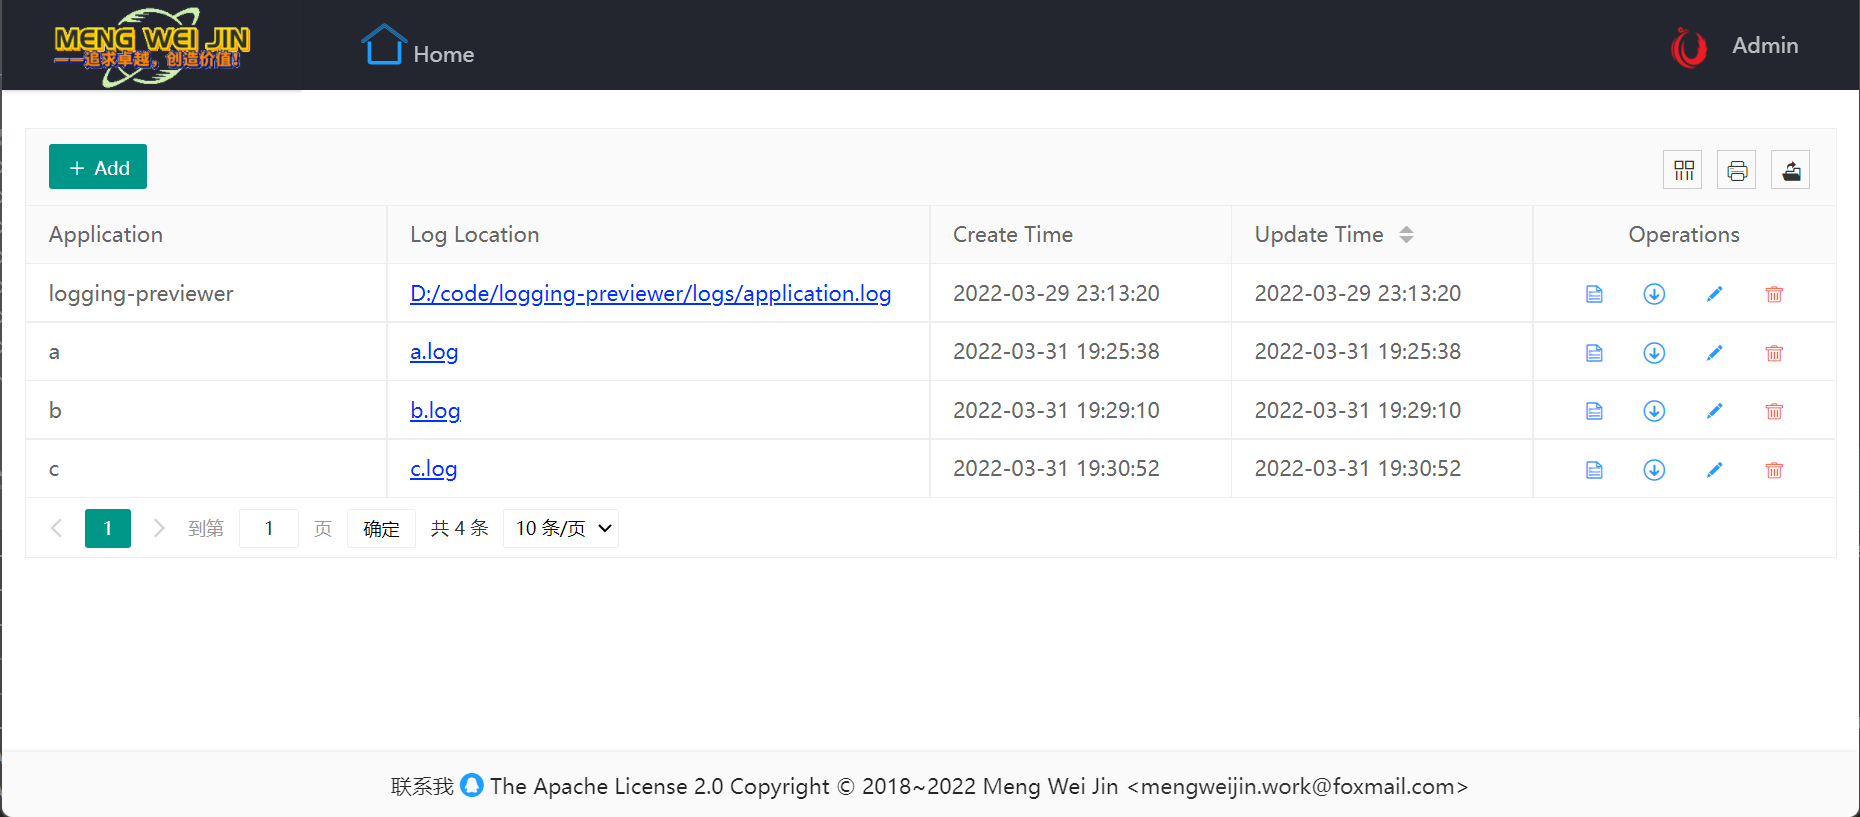 MENG WEI JIN
——追求卓越，创造价值!
Home
Admin
Add
Application Log Location Create Time Update Time Operations
logging-previewer D:/code/logging-previewer/logs/application.log 2022-03-29 23:13:20 2022-03-29 23:13:20
a a.log 2022-03-31 19:25:38 2022-03-31 19:25:38
b b.log 2022-03-31 19:29:10 2022-03-31 19:29:10
c c.log 2022-03-31 19:30:52 2022-03-31 19:30:52
1 到第 1 页 确定 共 4 条 10 条/页
联系我 The Apache License 2.0 Copyright © 2018~2022 Meng Wei Jin <mengweijin.work@foxmail.com>